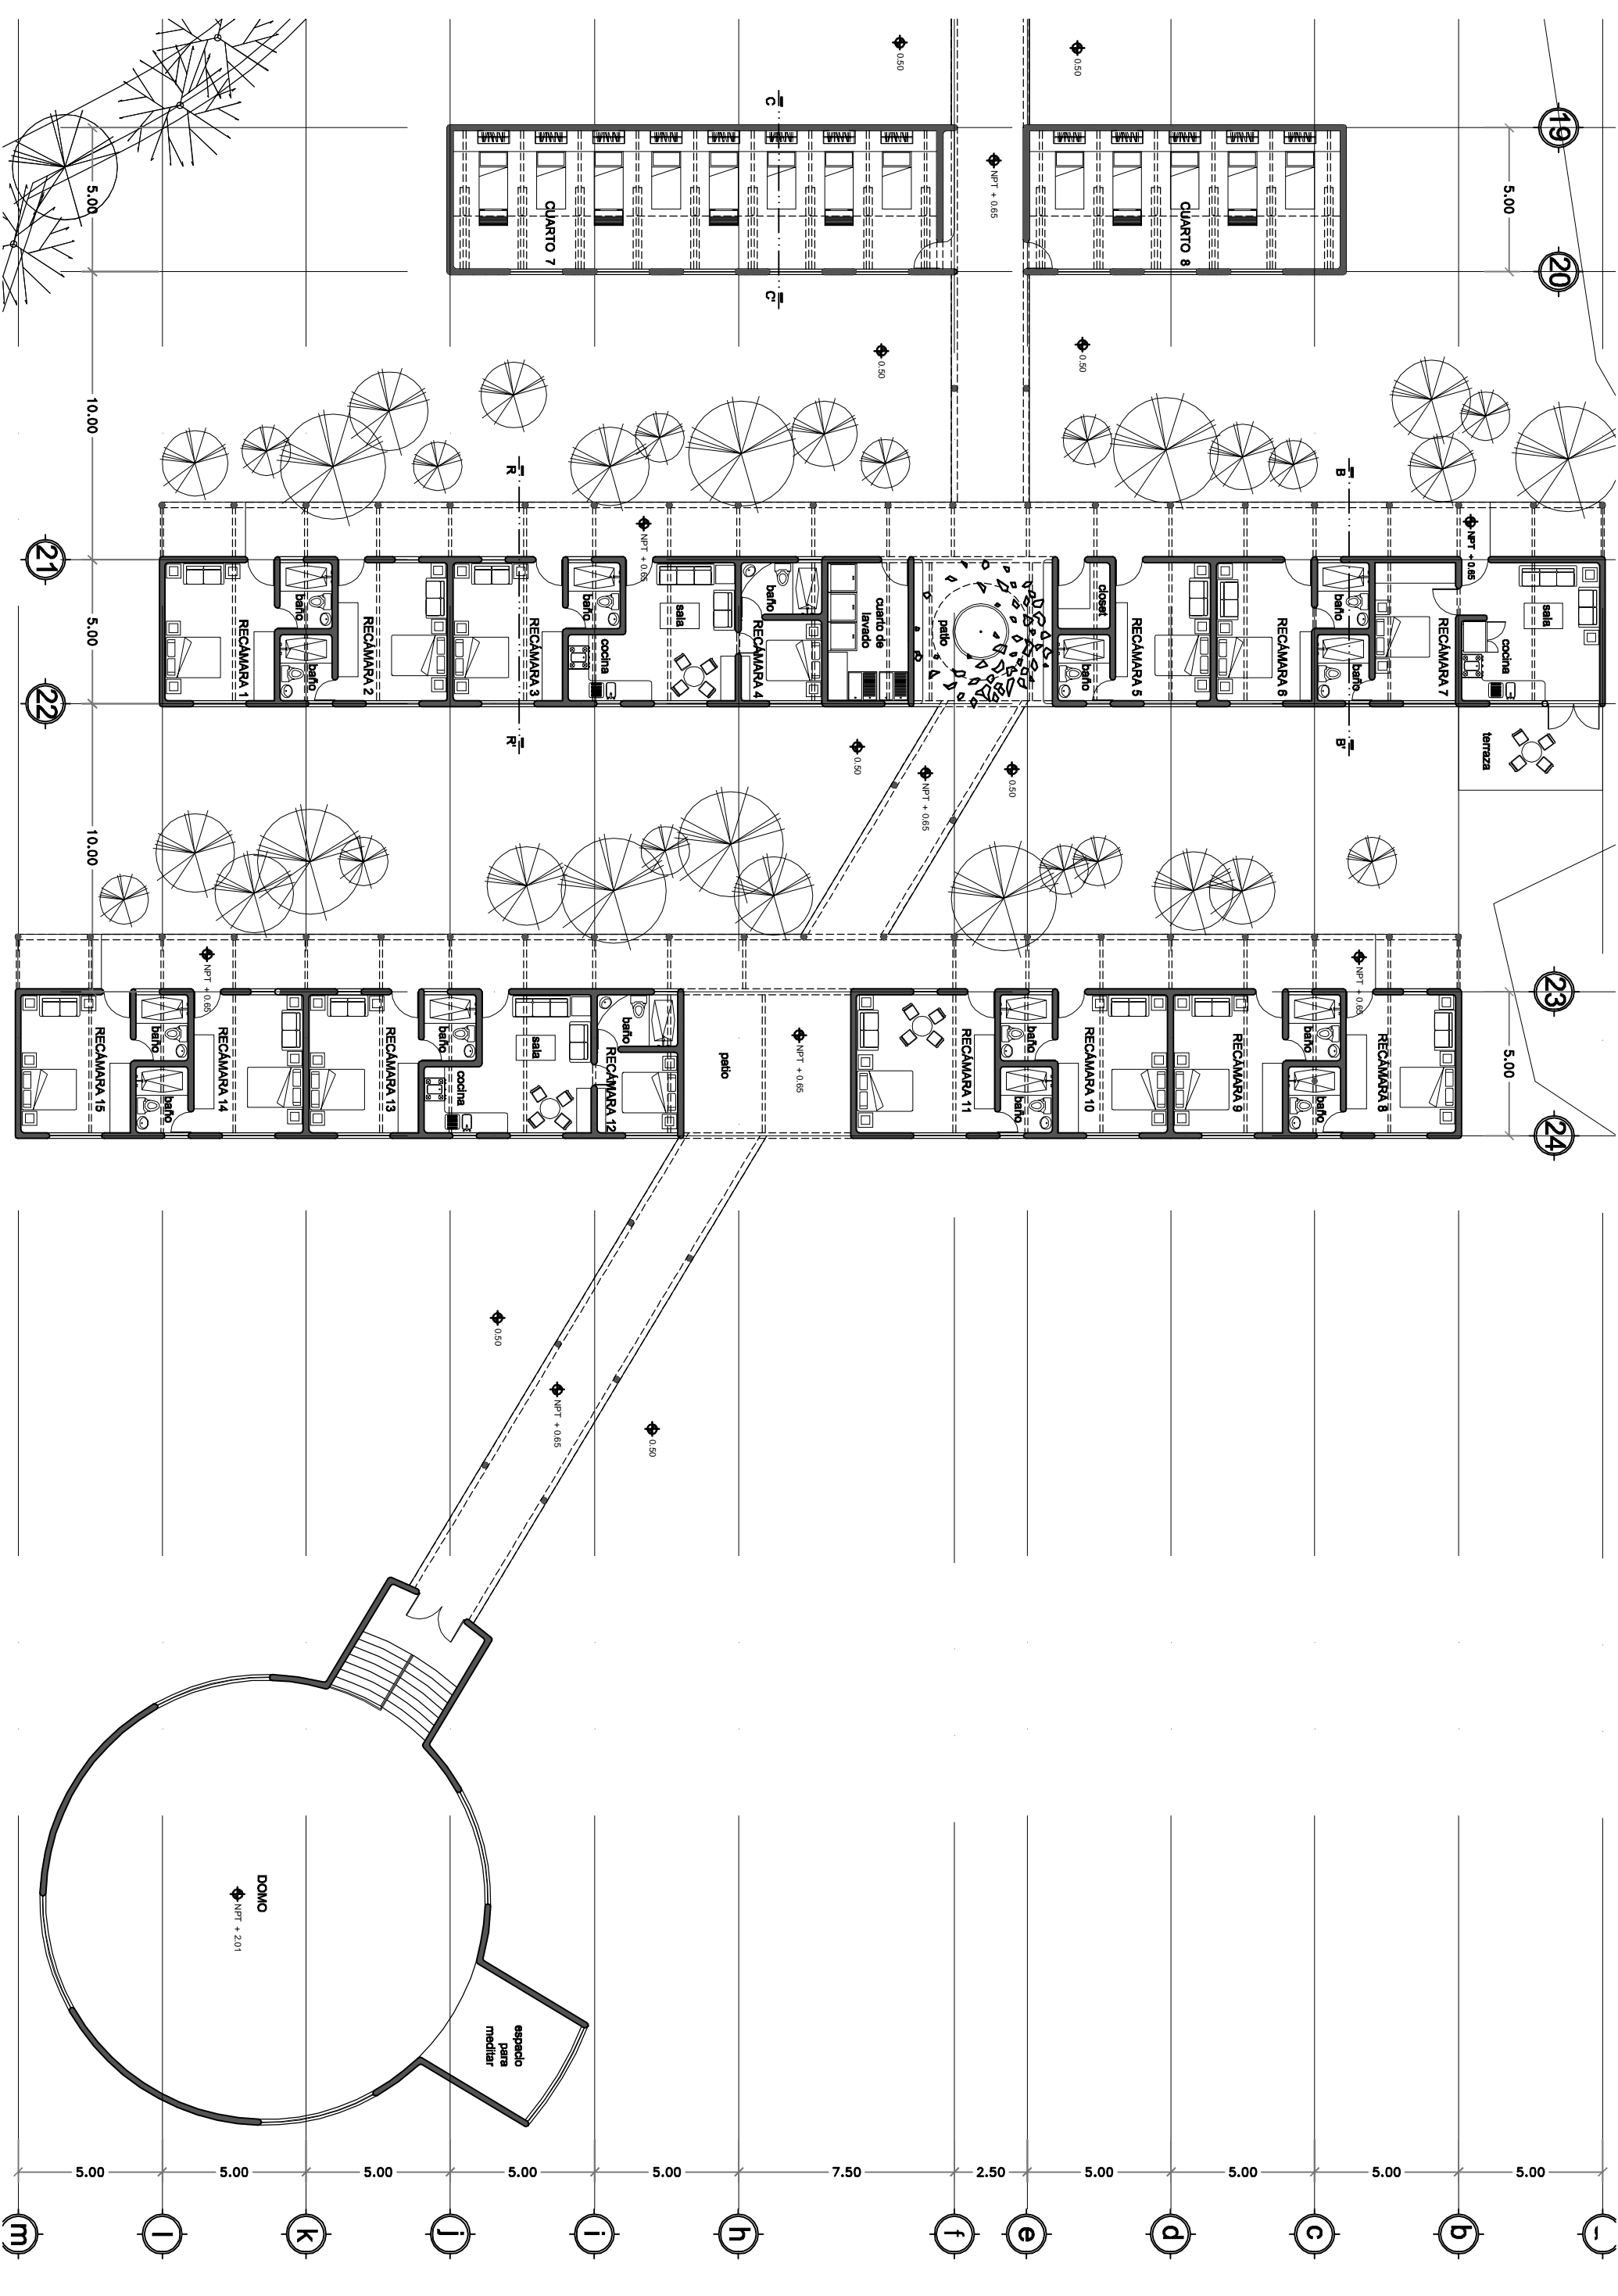 0.50
0.50
19
C
5.00
5.00
NPT + 0.65
CUARTO 7
CUARTO 8
20
C'
0.50
0.50
10.00
R
B
NPT + 0.65
NPT + 0.65
21
baño
baño
baño
sala
sala
cuarto de
lavado
closet
patio
5.00
RECÁMARA 1
RECÁMARA 2
RECÁMARA 3
RECÁMARA 4
RECÁMARA 5
RECÁMARA 6
RECÁMARA 7
cocina
cocina
baño
baño
baño
22
R'
B'
terraza
0.50
0.50
NPT + 0.65
10.00
NPT + 0.65
NPT + 0.65
23
baño
baño
baño
baño
sala
patio
NPT + 0.65
5.00
RECÁMARA 15
RECÁMARA 14
RECÁMARA 13
RECÁMARA 12
RECÁMARA 11
RECÁMARA 10
RECÁMARA 9
RECÁMARA 8
cocina
baño
baño
baño
24
0.50
NPT + 0.65
0.50
DOMO
NPT + 2.01
espacio
para
meditar
5.00
5.00
5.00
5.00
5.00
7.50
2.50
5.00
5.00
5.00
5.00
m
l
k
j
i
h
f
e
d
c
b